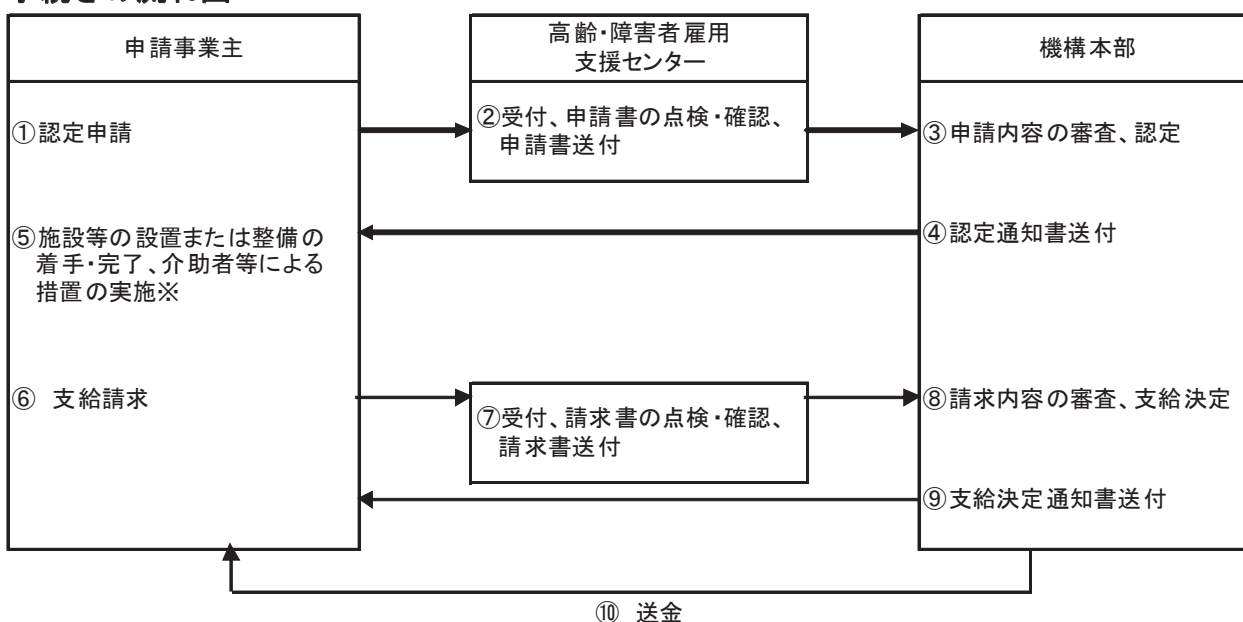 申請事業主
高齢・障害者雇用
支援センター
機構本部
①認定申請
②受付、申請書の点検・確認、
申請書送付
③申請内容の審査、認定
④認定通知書送付
⑤施設等の設置または整備の
着手・完了、介助者等による
措置の実施※
⑥ 支給請求
⑦受付、請求書の点検・確認、
請求書送付
⑧請求内容の審査、支給決定
⑨支給決定通知書送付
⑩ 送金